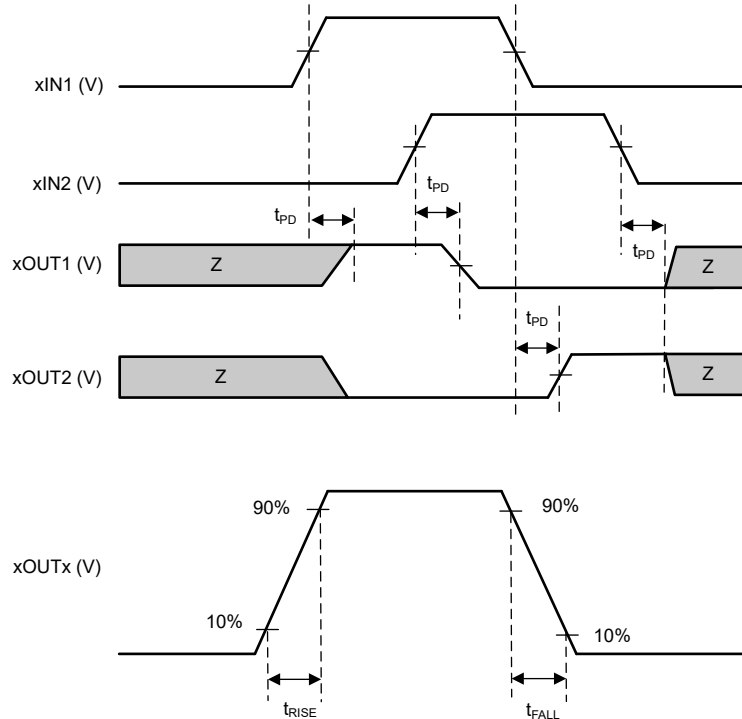 xIN1 (V)
xIN2 (V)
tPD
tPD
tPD
xOUT1 (V)
Z
Z
tPD
xOUT2 (V)
Z
Z
90%
90%
xOUTx (V)
10%
10%
tRISE
tFALL